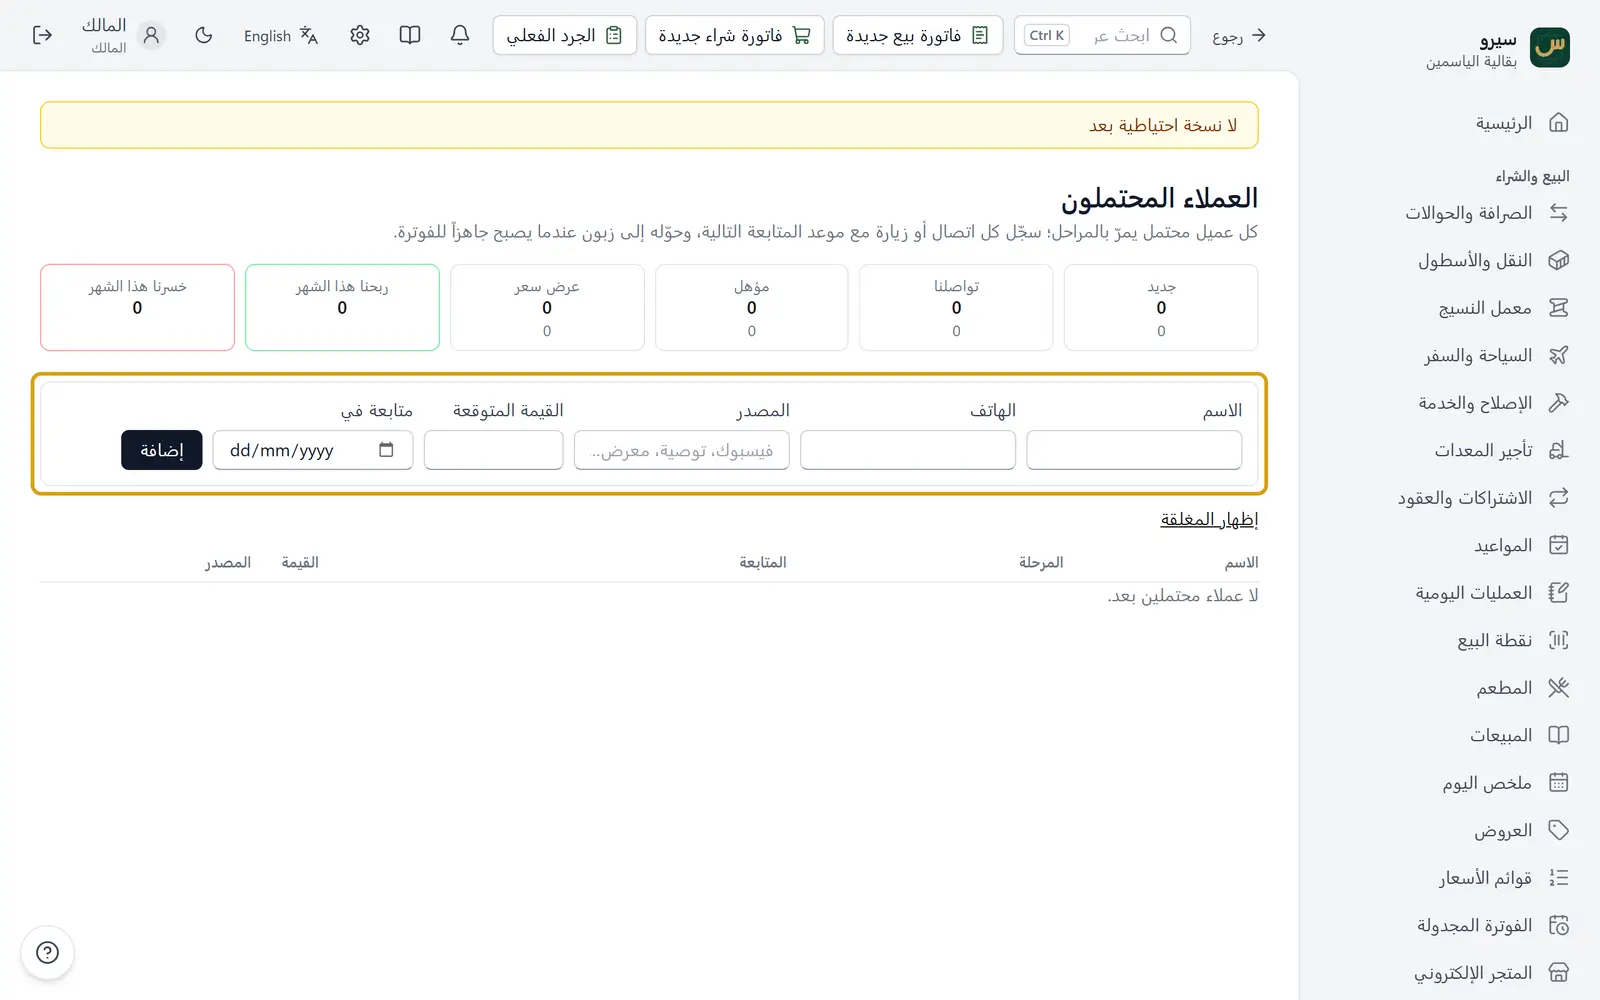 سيرو
بقالية الياسمين
رجوع
ابحث عر
Ctrl K
فاتورة بيع جديدة
فاتورة شراء جديدة
الجرد الفعلي
English
المالك
المالك
الرئيسية
البيع والشراء
الصرافة والحوالات
النقل والأسطول
معمل النسيج
السياحة والسفر
الإصلاح والخدمة
تأجير المعدات
الاشتراكات والعقود
المواعيد
العمليات اليومية
نقطة البيع
المطعم
المبيعات
ملخص اليوم
العروض
قوائم الأسعار
الفوترة المجدولة
المتجر الإلكتروني
لا نسخة احتياطية بعد
العملاء المحتملون
كل عميل محتمل يمرّ بالمراحل؛ سجّل كل اتصال أو زيارة مع موعد المتابعة التالية، وحوّله إلى زبون عندما يصبح جاهزاً للفوترة.
جديد
0
0
تواصلنا
0
0
مؤهل
0
0
عرض سعر
0
0
ربحنا هذا الشهر
0
خسرنا هذا الشهر
0
الاسم
الهاتف
المصدر
فيسبوك، توصية، معرض..
القيمة المتوقعة
متابعة في
dd/mm/yyyy
إضافة
إظهار المغلقة
الاسم المرحلة المتابعة القيمة المصدر
لا عملاء محتملين بعد.